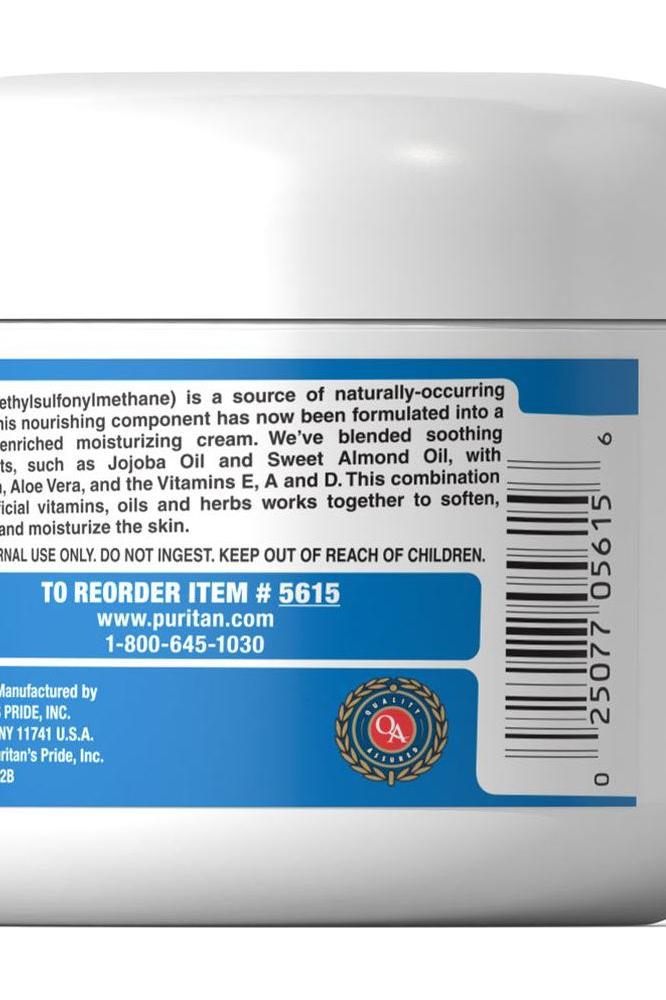 ethylsulfonylmethane) is a source of naturally-occurring
his nourishing component has now been formulated into a
enriched moisturizing cream. We've blended soothing
ts, such as Jojoba Oil and Sweet Almond Oil, with
, Aloe Vera, and the Vitamins E, A and D. This combination
ficial vitamins, oils and herbs works together to soften,
and moisturize the skin.
RNAL USE ONLY. DO NOT INGEST. KEEP OUT OF REACH OF CHILDREN.
TO REORDER ITEM # 5615
www.puritan.com
1-800-645-1030
Manufactured by
S PRIDE, INC.
NY 11741 U.S.A.
ritan's Pride, Inc.
2B
QUALITY
QA
ASSURED
0 25077 05615 6